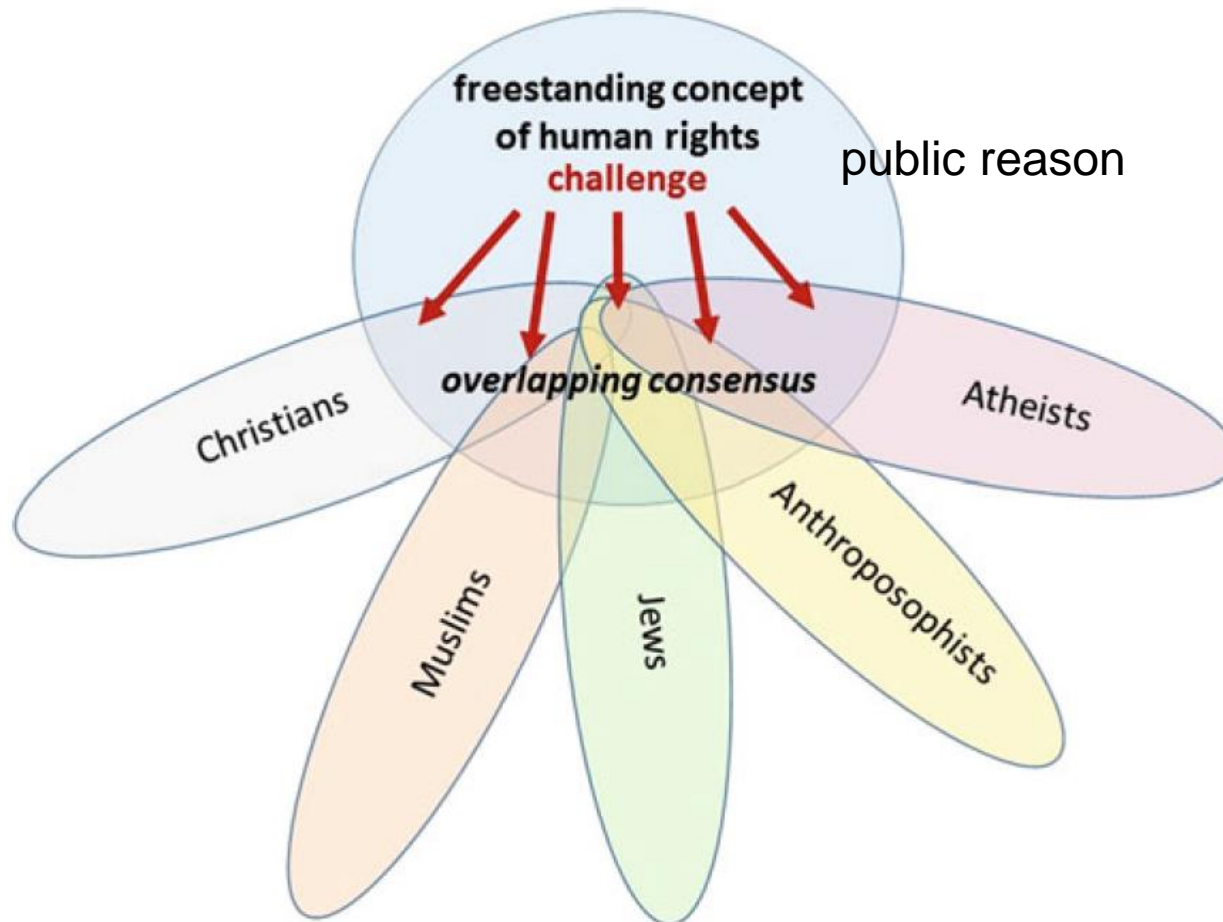 freestanding concept
of human rights
challenge
public reason
overlapping consensus
Christians
Muslims
Jews
Anthroposophists
Atheists